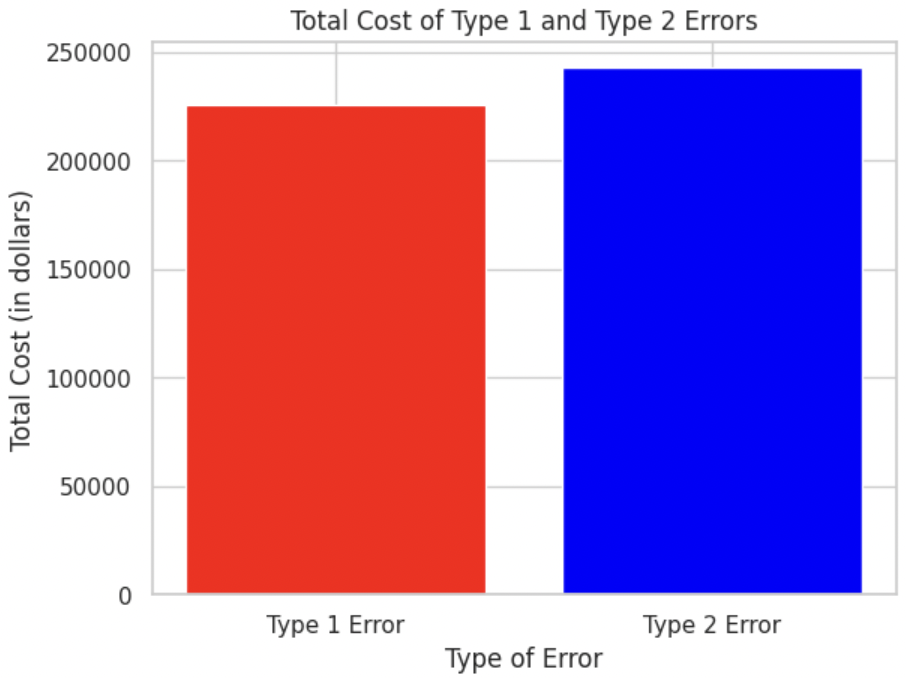 Total Cost of Type 1 and Type 2 Errors
250000
200000
150000
100000
50000
0
Total Cost (in dollars)
Type 1 Error
Type 2 Error
Type of Error